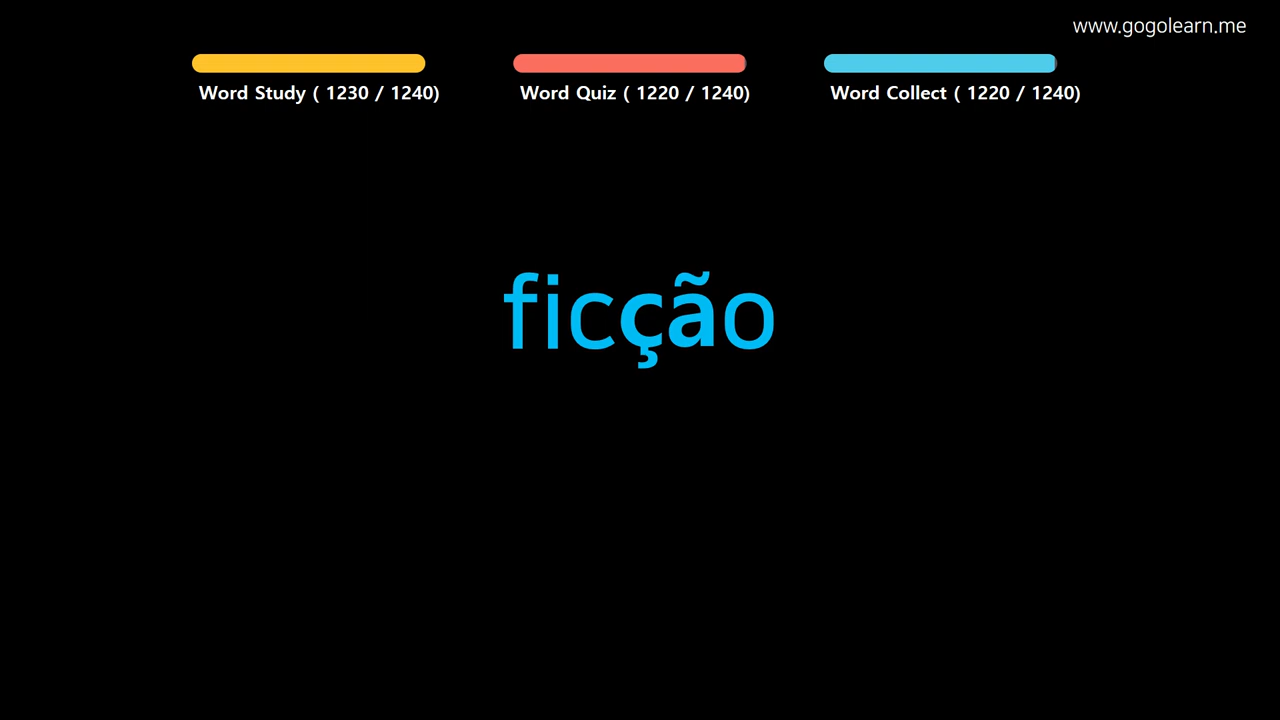 www.gogolearn.me
Word Study ( 1230 / 1240)
Word Quiz ( 1220 / 1240)
Word Collect ( 1220 / 1240)
ficção